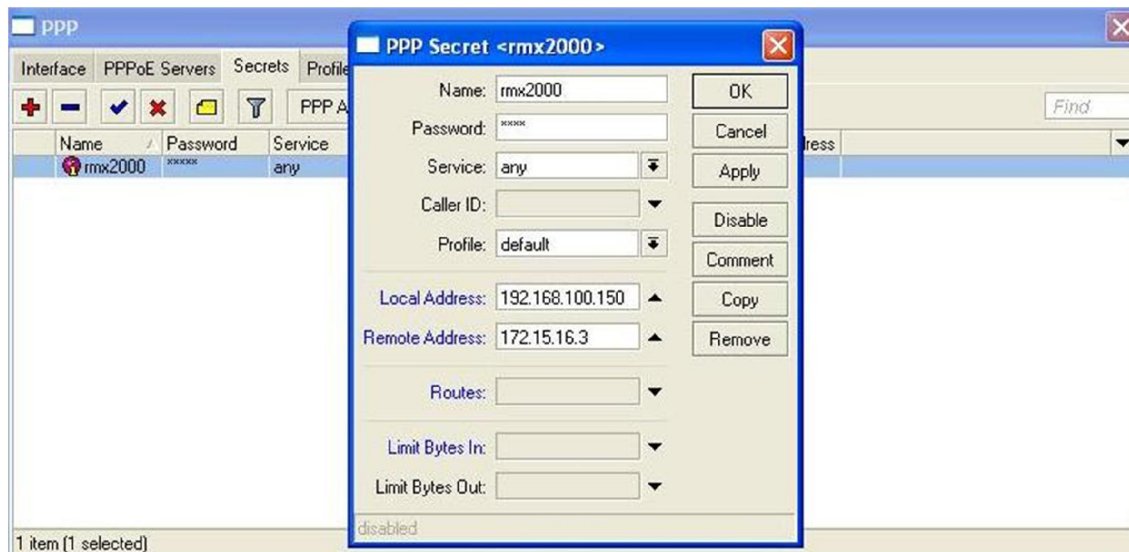 PPP
Interface PPPoE Servers Secrets Profile
PPP A
Find
Name Password Service ress
rmx2000 ***** any
1 item (1 selected)
PPP Secret <rmx2000>
Name: rmx2000
Password: ****
Service: any
Caller ID:
Profile: default
Local Address: 192.168.100.150
Remote Address: 172.15.16.3
Routes:
Limit Bytes In:
Limit Bytes Out:
disabled
OK
Cancel
Apply
Disable
Comment
Copy
Remove